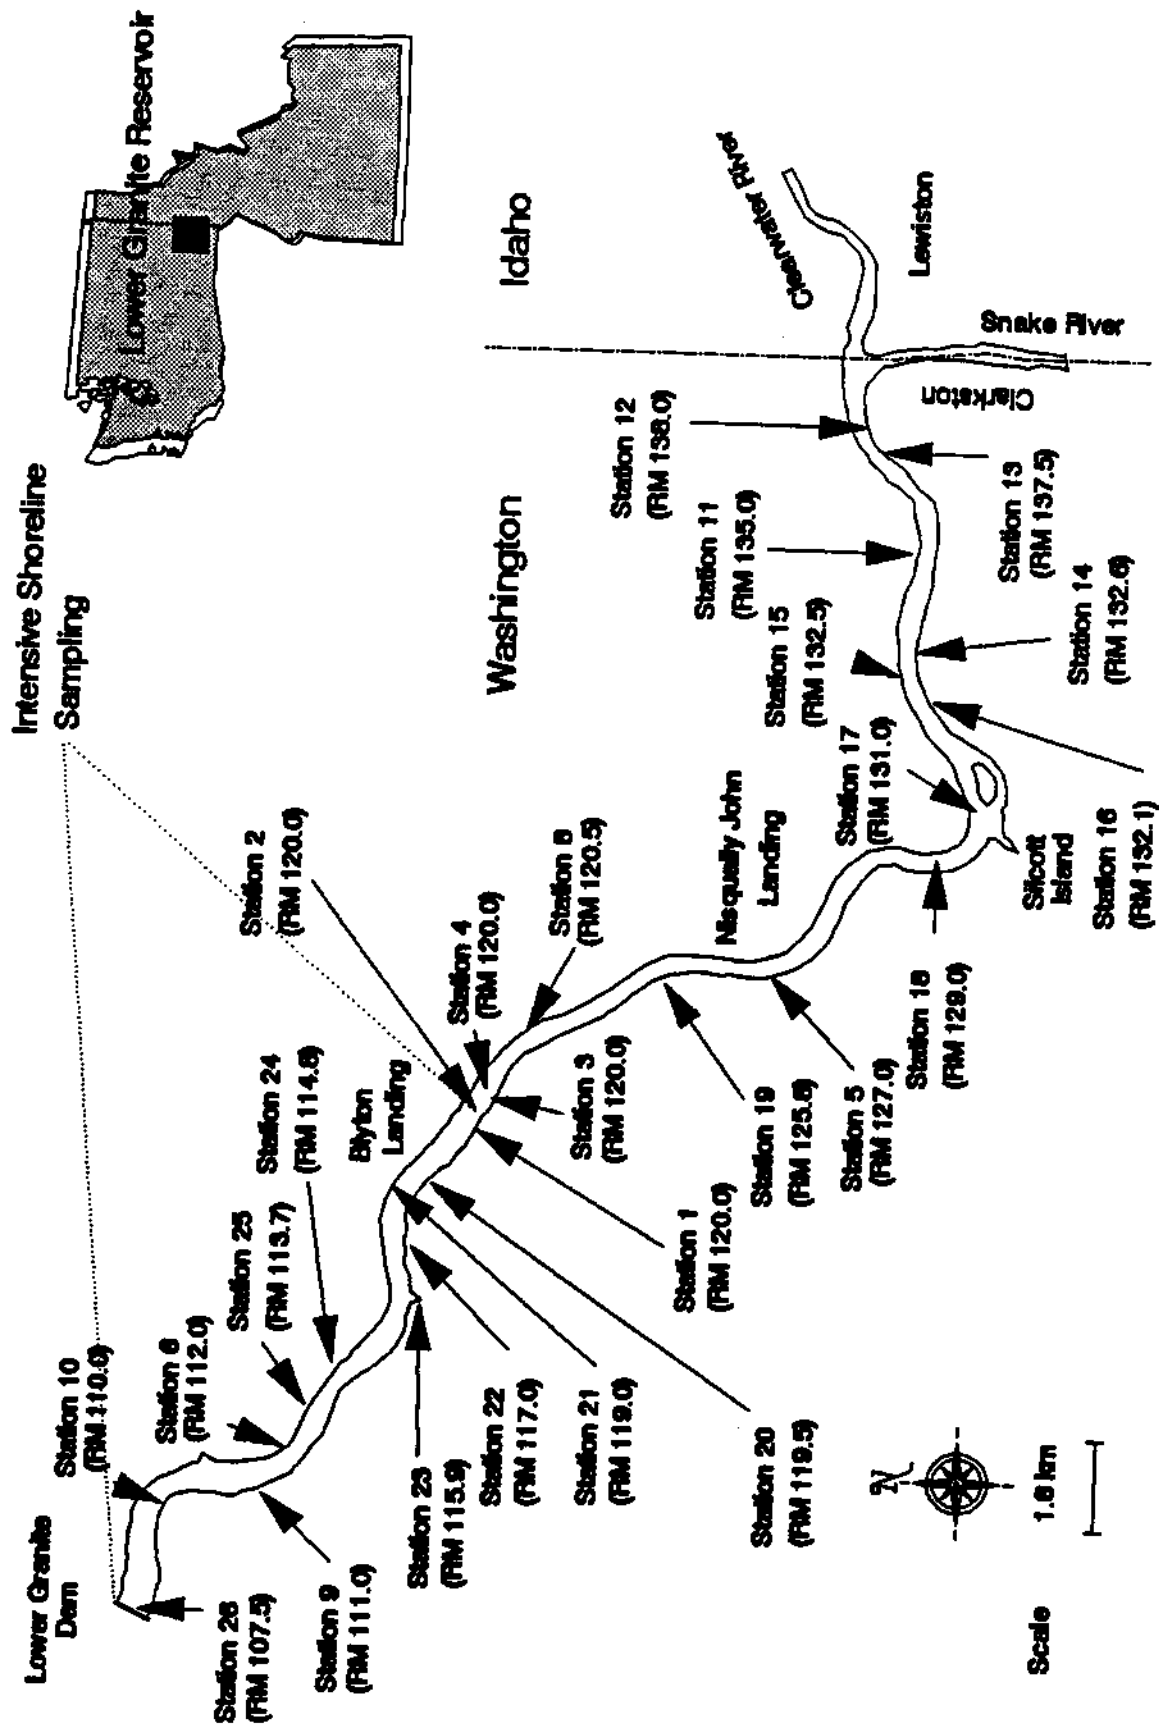 Intensive Shoreline
Sampling
Lower Granite Reservoir
Lower Granite
Dam
Station 10
(RM 110.0)
Station 6
(RM 112.0)
Station 25
(RM 113.7)
Station 24
(RM 114.8)
Blyton
Landing
Station 2
(RM 120.0)
Station 4
(RM 120.0)
Station 8
(RM 120.5)
Washington
Idaho
Nisqually John
Landing
Station 17
(RM 131.0)
Station 15
(RM 132.5)
Station 11
(RM 135.0)
Station 12
(RM 138.0)
Clearwater River
Lewiston
Snake River
Clarkston
Station 26
(RM 107.5)
Station 9
(RM 111.0)
Station 23
(RM 115.9)
Station 22
(RM 117.0)
Station 21
(RM 119.0)
Station 20
(RM 119.5)
Station 1
(RM 120.0)
Station 3
(RM 120.0)
Station 19
(RM 125.8)
Station 5
(RM 127.0)
Station 18
(RM 129.0)
Silcott
Island
Station 16
(RM 132.1)
Station 14
(RM 132.6)
Station 13
(RM 137.5)
N
Scale
1.6 km